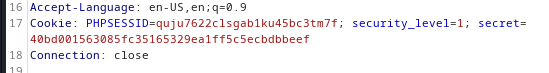 16 Accept-Language: en-US,en;q=0.9
17 Cookie: PHPSESSID=quju7622c1sgab1ku45bc3tm7f; security_level=1; secret=
40bd001563085fc35165329ea1ff5c5ecbdbbeef
18 Connection: close
19